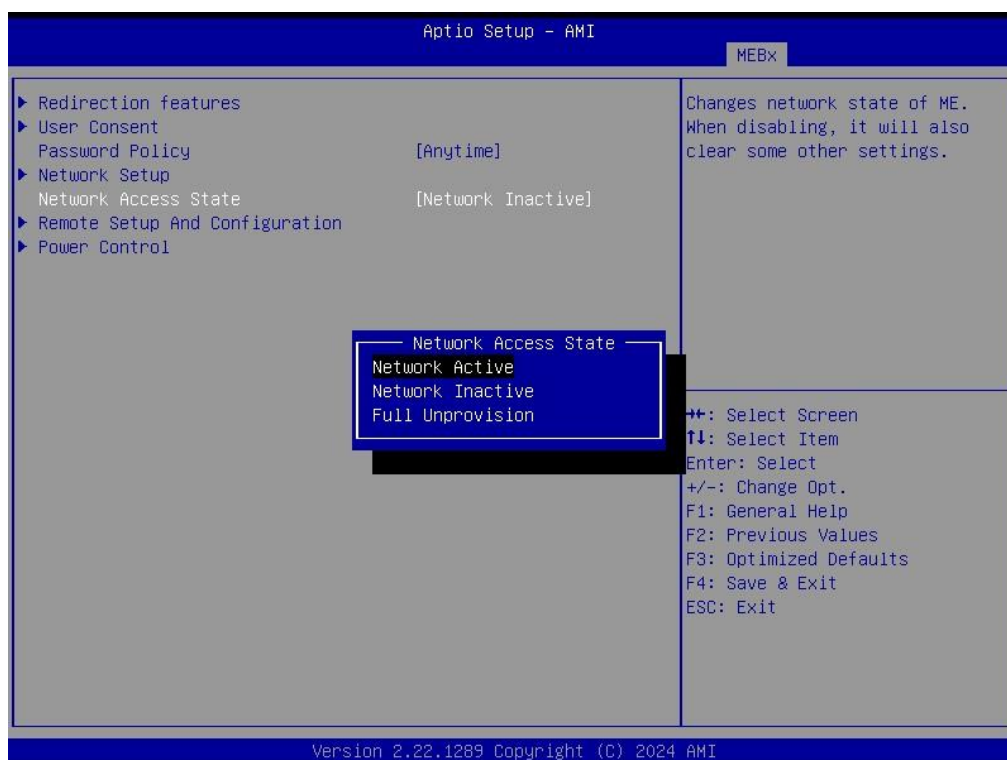 Aptio Setup - AMI
MEBx
Redirection features
User Consent
Password Policy [Anytime]
Network Setup
Network Access State [Network Inactive]
Remote Setup And Configuration
Power Control
Changes network state of ME.
When disabling, it will also
clear some other settings.
Network Access State
Network Active
Network Inactive
Full Unprovision
→←: Select Screen
↑↓: Select Item
Enter: Select
+/-: Change Opt.
F1: General Help
F2: Previous Values
F3: Optimized Defaults
F4: Save & Exit
ESC: Exit
Version 2.22.1289 Copyright (C) 2024 AMI